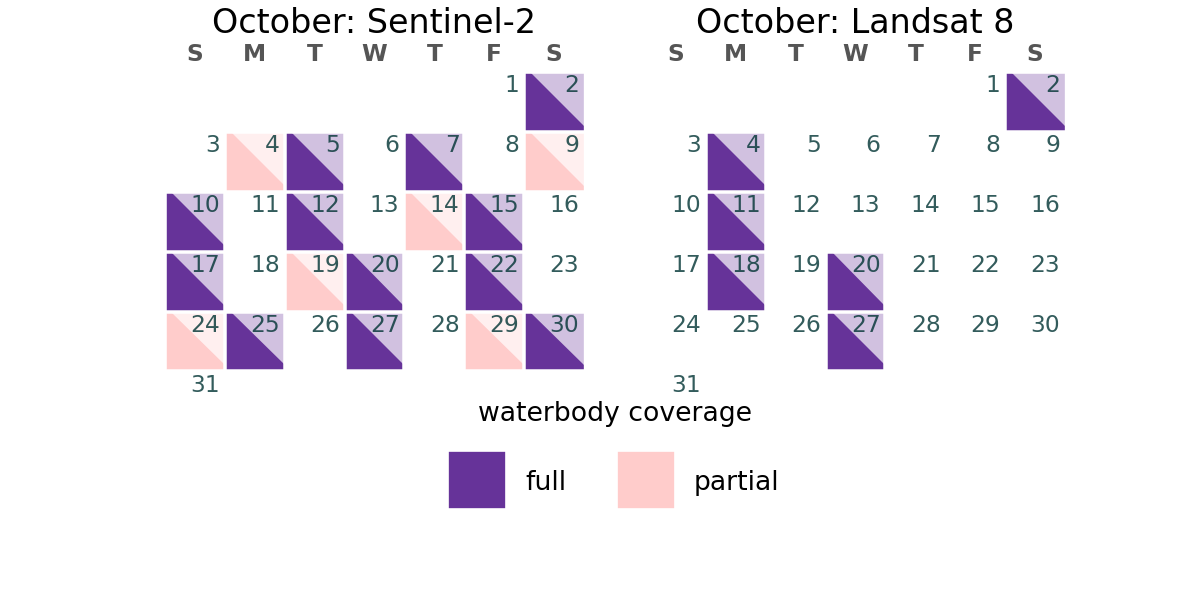 October: Sentinel-2
S M T W T F S
1 2
3 4 5 6 7 8 9
10 11 12 13 14 15 16
17 18 19 20 21 22 23
24 25 26 27 28 29 30
31
October: Landsat 8
S M T W T F S
1 2
3 4 5 6 7 8 9
10 11 12 13 14 15 16
17 18 19 20 21 22 23
24 25 26 27 28 29 30
31
waterbody coverage
full partial